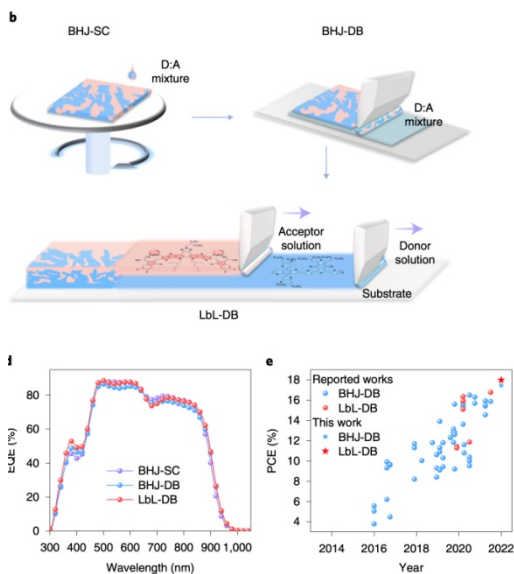 b
BHJ-SC
BHJ-DB
D:A
mixture
D:A
mixture
Acceptor
solution
Donor
solution
Substrate
LbL-DB
d
EQE (%)
80
60
40
20
0
BHJ-SC
BHJ-DB
LbL-DB
300 400 500 600 700 800 900 1,000
Wavelength (nm)
e
PCE (%)
18
16
14
12
10
8
6
4
Reported works
BHJ-DB
LbL-DB
This work
BHJ-DB
LbL-DB
2014 2016 2018 2020 2022
Year